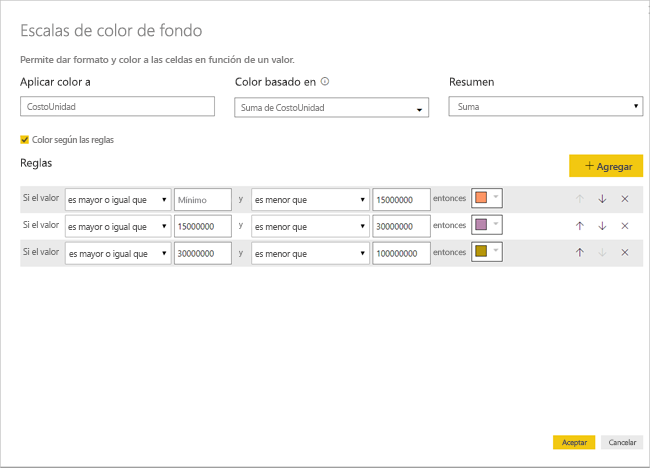 Escalas de color de fondo
Permite dar formato y color a las celdas en función de un valor.
Aplicar color a Color basado en Resumen
CostoUnidad Suma de CostoUnidad Suma
Color según las reglas
Reglas
Agregar
Si el valor es mayor o igual que Mínimo y es menor que 15000000 entonces
Si el valor es mayor o igual que 15000000 y es menor que 30000000 entonces
Si el valor es mayor o igual que 30000000 y es menor que 100000000 entonces
Aceptar Cancelar